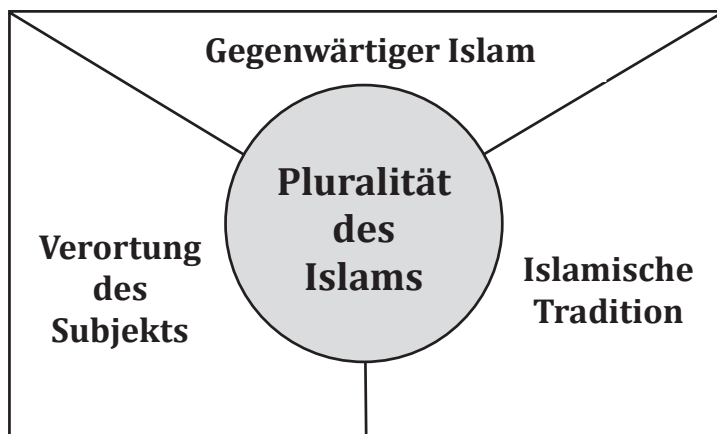 Gegenwärtiger Islam
Pluralität
des
Islams
Verortung
des
Subjekts
Islamische
Tradition